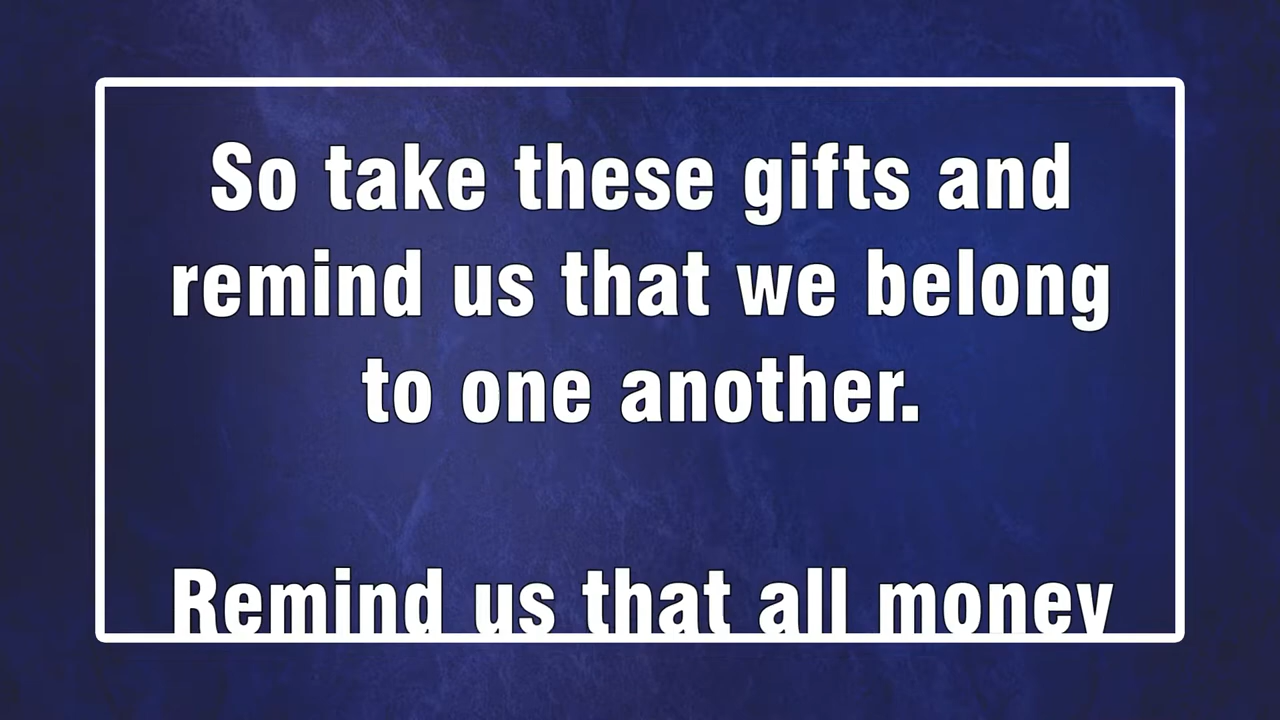 So take these gifts and
remind us that we belong
to one another.
Remind us that all money